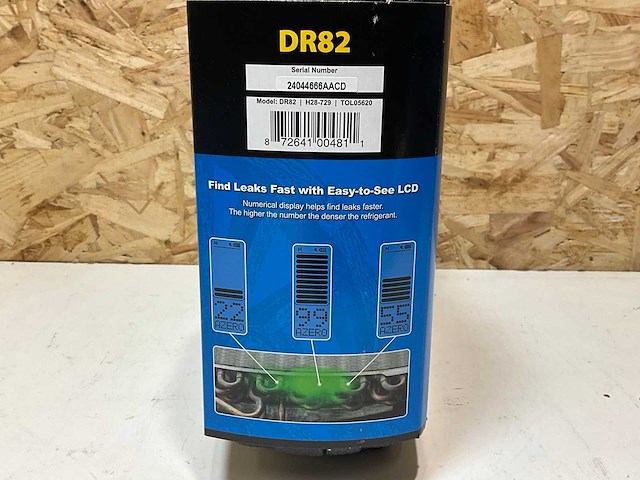 DR82
Serial Number
24044666AACD
Model: DR82 | H28-729 | TOL05620
8 72641 00481 1
Find Leaks Fast with Easy-to-See LCD
Numerical display helps find leaks faster.
The higher the number the denser the refrigerant.
22 99 55
AZERO AZERO AZERO